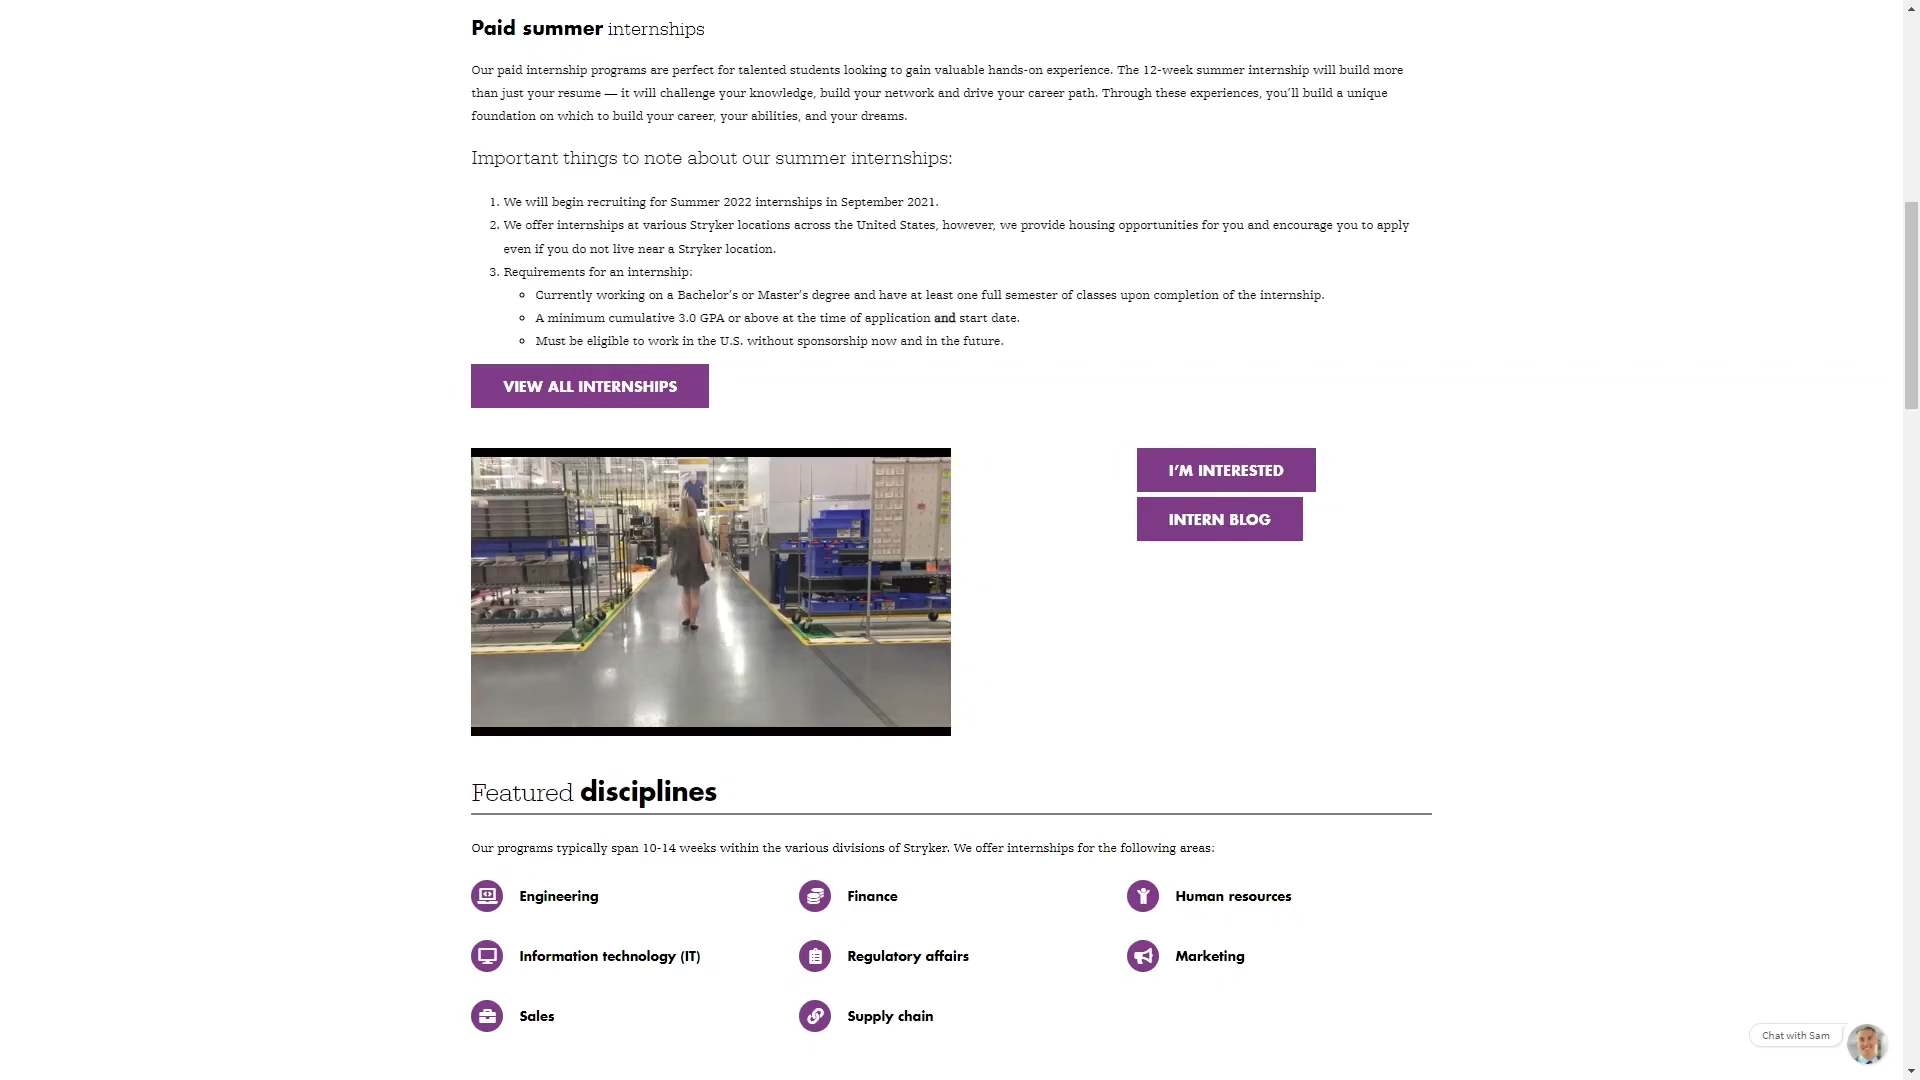 Paid summer internships
Our paid internship programs are perfect for talented students looking to gain valuable hands-on experience. The 12-week summer internship will build more
than just your resume — it will challenge your knowledge, build your network and drive your career path. Through these experiences, you’ll build a unique
foundation on which to build your career, your abilities, and your dreams.
Important things to note about our summer internships:
1. We will begin recruiting for Summer 2022 internships in September 2021.
2. We offer internships at various Stryker locations across the United States, however, we provide housing opportunities for you and encourage you to apply
even if you do not live near a Stryker location.
3. Requirements for an internship:
Currently working on a Bachelor’s or Master’s degree and have at least one full semester of classes upon completion of the internship.
A minimum cumulative 3.0 GPA or above at the time of application and start date.
Must be eligible to work in the U.S. without sponsorship now and in the future.
VIEW ALL INTERNSHIPS
I’M INTERESTED
INTERN BLOG
Featured disciplines
Our programs typically span 10-14 weeks within the various divisions of Stryker. We offer internships for the following areas:
Engineering
Finance
Human resources
Information technology (IT)
Regulatory affairs
Marketing
Sales
Supply chain
Chat with Sam